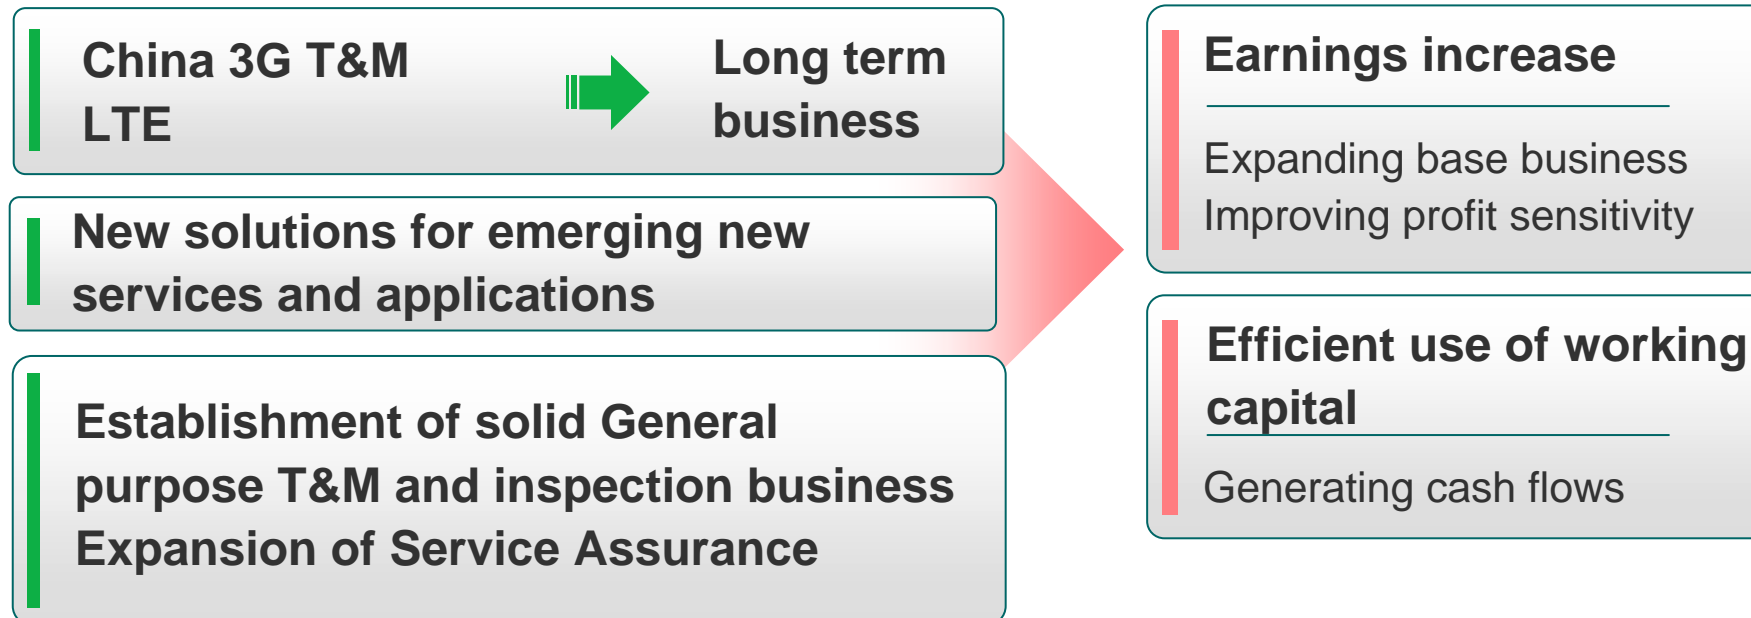 China 3G T&M
LTE
Long term
business
New solutions for emerging new
services and applications
Establishment of solid General
purpose T&M and inspection business
Expansion of Service Assurance
Earnings increase
Expanding base business
Improving profit sensitivity
Efficient use of working
capital
Generating cash flows